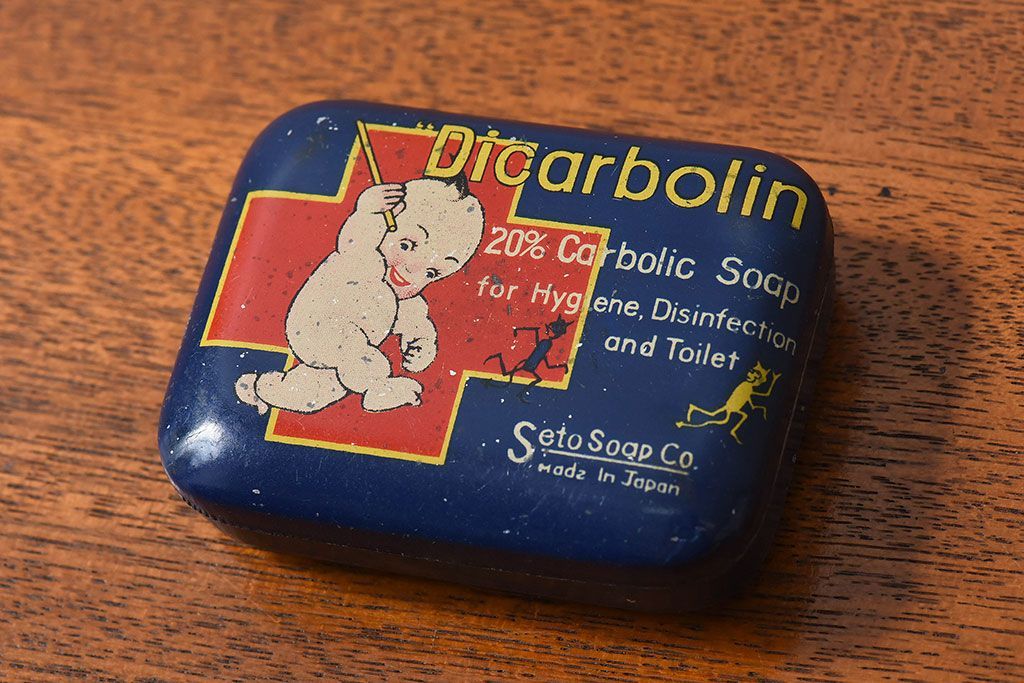 "Dicarbolin
20% Carbolic Soap
for Hygiene, Disinfection
and Toilet
Seto Soap Co.
Made In Japan